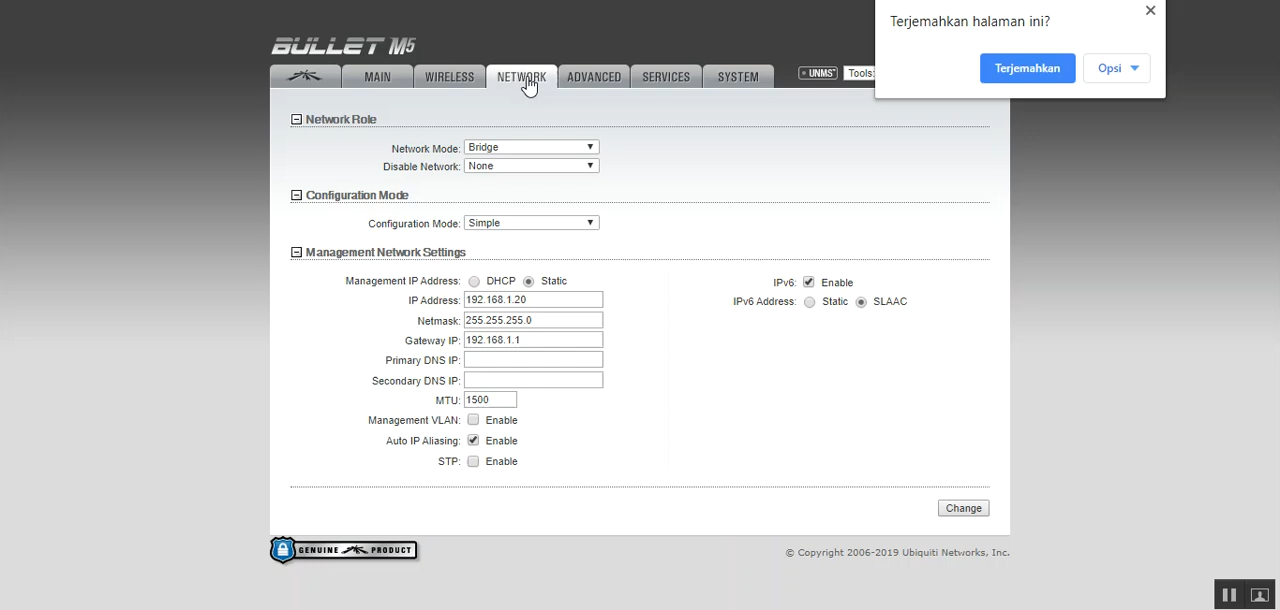 Terjemahkan halaman ini?
Terjemahkan
Opsi
BULLET M5
MAIN
WIRELESS
NETWORK
ADVANCED
SERVICES
SYSTEM
UNMS
Tools:
Network Role
Network Mode: Bridge
Disable Network: None
Configuration Mode
Configuration Mode: Simple
Management Network Settings
Management IP Address: DHCP Static
IP Address: 192.168.1.20
Netmask: 255.255.255.0
Gateway IP: 192.168.1.1
Primary DNS IP:
Secondary DNS IP:
MTU: 1500
Management VLAN: Enable
Auto IP Aliasing: Enable
STP: Enable
IPv6: Enable
IPv6 Address: Static SLAAC
Change
GENUINE PRODUCT
© Copyright 2006-2019 Ubiquiti Networks, Inc.